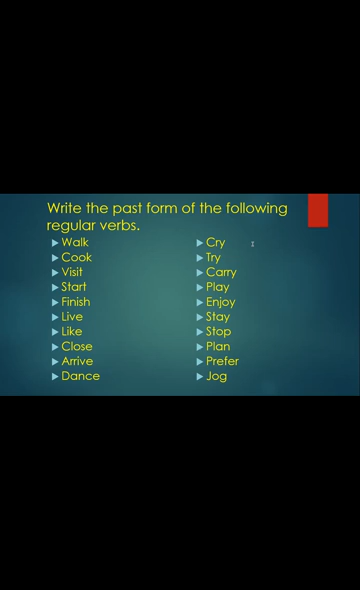 Write the past form of the following
regular verbs.
Walk
Cook
Visit
Start
Finish
Live
Like
Close
Arrive
Dance
Cry
Try
Carry
Play
Enjoy
Stay
Stop
Plan
Prefer
Jog